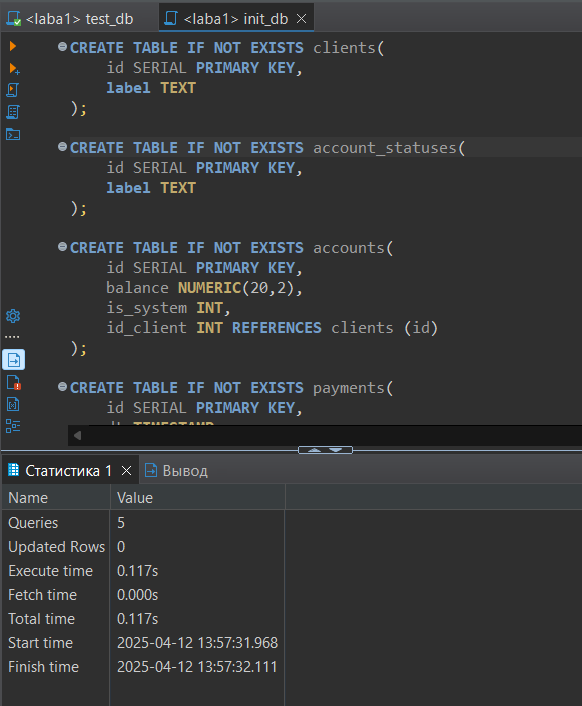 <laba1> test_db <laba1> init_db
CREATE TABLE IF NOT EXISTS clients(
id SERIAL PRIMARY KEY,
label TEXT
);
CREATE TABLE IF NOT EXISTS account_statuses(
id SERIAL PRIMARY KEY,
label TEXT
);
CREATE TABLE IF NOT EXISTS accounts(
id SERIAL PRIMARY KEY,
balance NUMERIC(20,2),
is_system INT,
id_client INT REFERENCES clients (id)
);
CREATE TABLE IF NOT EXISTS payments(
id SERIAL PRIMARY KEY,
Статистика 1 Вывод
Name Value
Queries 5
Updated Rows 0
Execute time 0.117s
Fetch time 0.000s
Total time 0.117s
Start time 2025-04-12 13:57:31.968
Finish time 2025-04-12 13:57:32.111